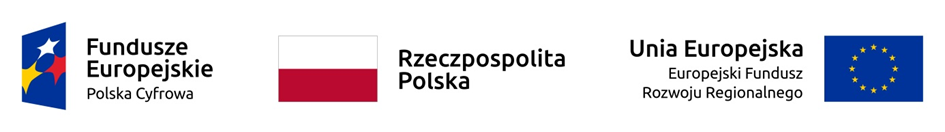 Fundusze
Europejskie
Polska Cyfrowa
Rzeczpospolita
Polska
Unia Europejska
Europejski Fundusz
Rozwoju Regionalnego